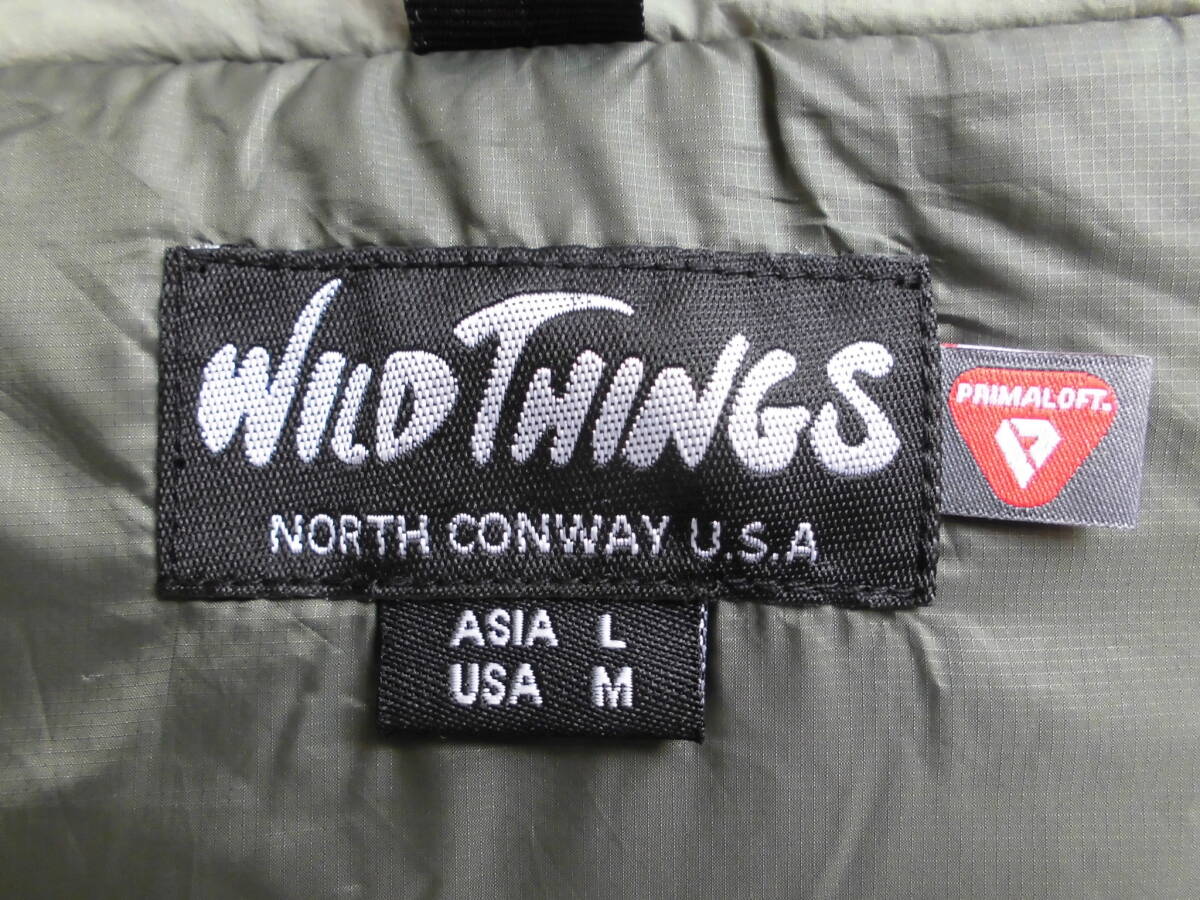 WILD THINGS
NORTH CONWAY U.S.A
PRIMALOFT.
ASIA L
USA M